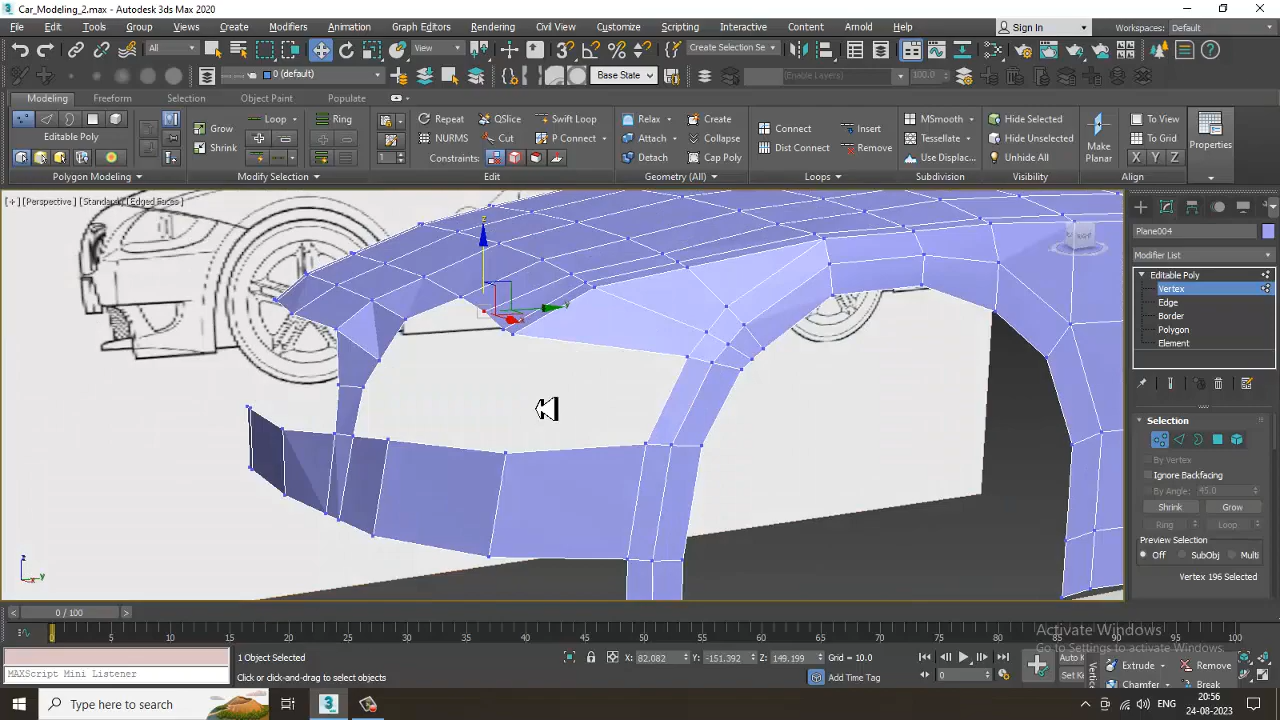 Car_Modeling_2.max - Autodesk 3ds Max 2020
File Edit Tools Group Views Create Modifiers Animation Graph Editors Rendering Civil View Customize Scripting Interactive Content Arnold Help Sign In Workspaces: Default
All View Create Selection Se
0 (default) Base State (Enable Layers) 100.0
Modeling Freeform Selection Object Paint Populate
Loop Ring Repeat QSlice Swift Loop Relax Create Connect Insert MSmooth Hide Selected To View
Editable Poly Grow NURMS Cut P Connect Attach Collapse Dist Connect Remove Tessellate Hide Unselected To Grid
Shrink Constraints: Detach Cap Poly Use Displac... Unhide All Make Planar X Y Z Properties
Polygon Modeling Modify Selection Edit Geometry (All) Loops Subdivision Visibility Align
[+] [Perspective] [Standard] [Edged Faces]
Plane004
Modifier List
Editable Poly
Vertex
Edge
Border
Polygon
Element
Selection
By Vertex
Ignore Backfacing
By Angle: 45.0
Shrink Grow
Ring Loop
Preview Selection
Off SubObj Multi
Vertex 196 Selected
z
y
x
0 / 100
0 5 10 15 20 25 30 35 40 45 50 55 60 65 70 75 80 85 90 95 100
Activate Windows
Go to Settings to activate Windows.
1 Object Selected X: 82.082 Y: -151.392 Z: 149.199 Grid = 10.0 Auto K
MAXScript Mini Listener Click or click-and-drag to select objects Add Time Tag 0 Set K
Extrude Remove
Chamfer Break
Type here to search
ENG
20:56
24-08-2023